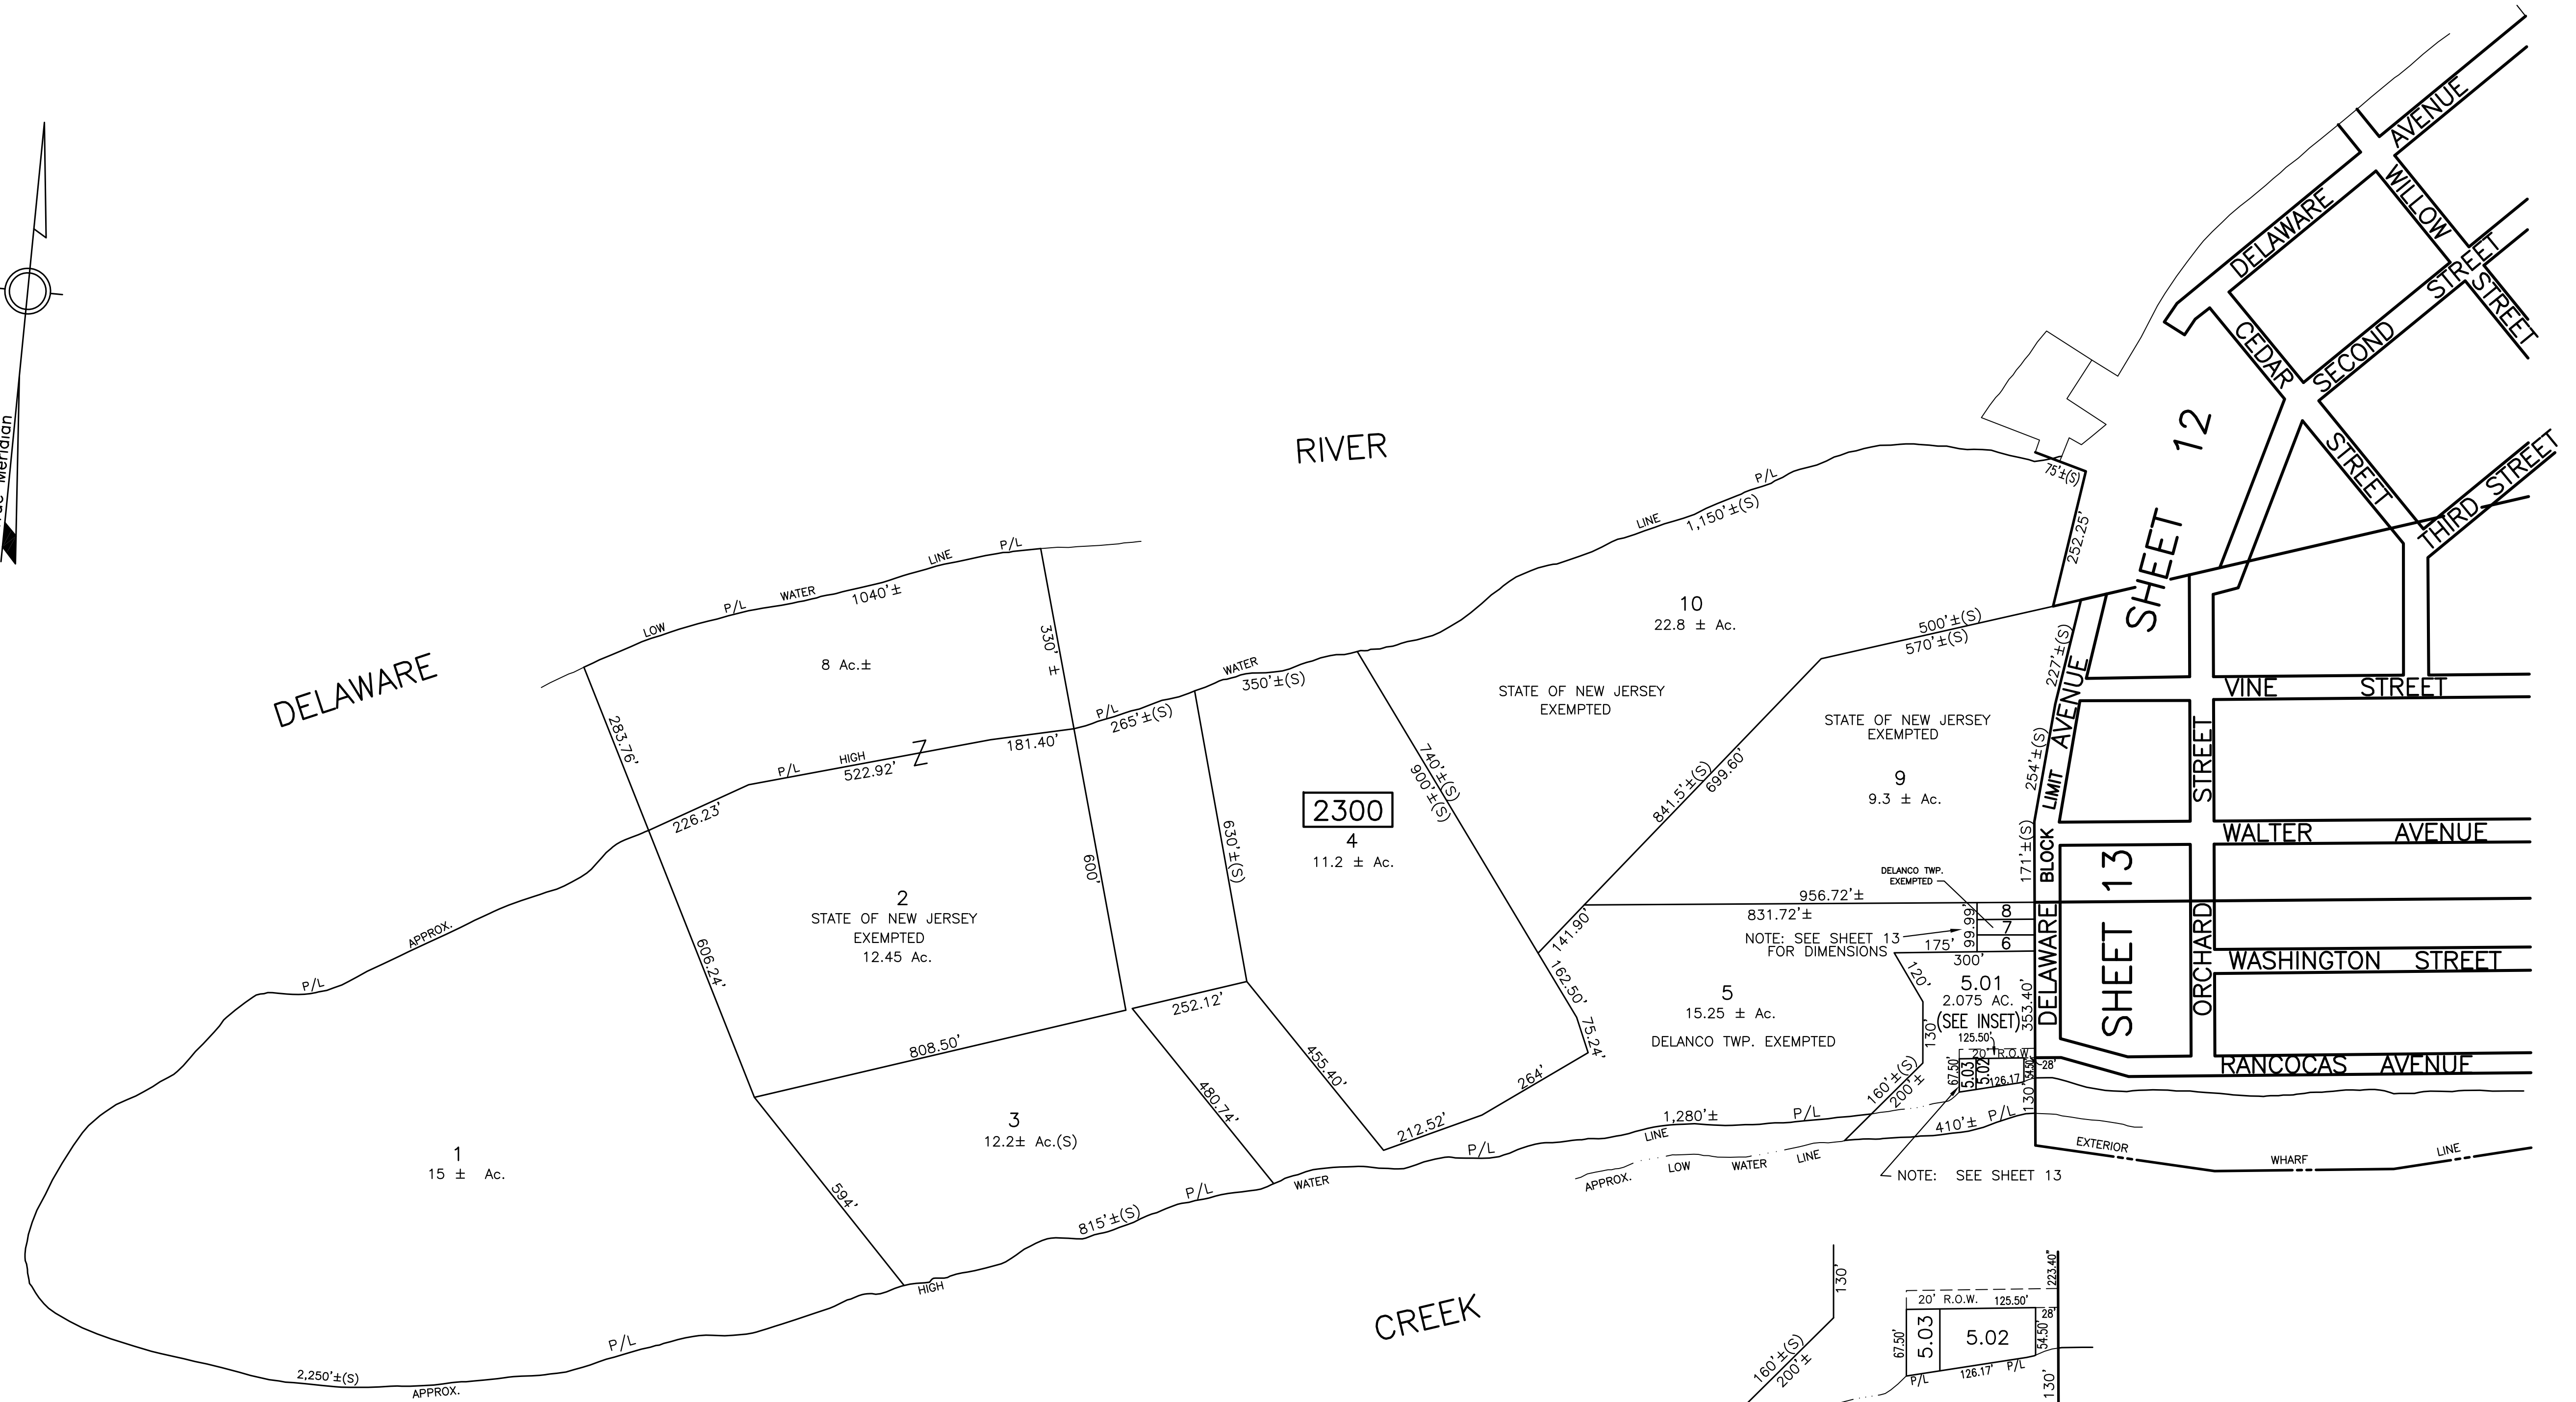 Meridian
DELAWARE
RIVER
CREEK
LOW
P/L
WATER
1040'±
LINE
P/L
8 Ac.±
330' ±
283.76'
P/L
HIGH
522.92'
Z
181.40'
226.23'
P/L
265'±(S)
WATER
350'±(S)
LINE
1,150'±(S)
P/L
75'±(S)
252.25'
10
22.8 ± Ac.
STATE OF NEW JERSEY
EXEMPTED
500'±(S)
570'±(S)
841.5'±(S)
699.60'
740'±(S)
900'±(S)
STATE OF NEW JERSEY
EXEMPTED
9
9.3 ± Ac.
227'±(S)
254'±(S)
171'±(S)
2300
4
11.2 ± Ac.
630'±(S)
600'
2
STATE OF NEW JERSEY
EXEMPTED
12.45 Ac.
606.24'
808.50'
252.12'
APPROX.
P/L
1
15 ± Ac.
594'
3
12.2± Ac.(S)
480.74'
455.40'
212.52'
264'
75.24'
162.50'
141.90'
956.72'±
831.72'±
DELANCO TWP.
EXEMPTED
8
7
6
99.99'
NOTE: SEE SHEET 13
FOR DIMENSIONS
175'
300'
120'
130'
5
15.25 ± Ac.
DELANCO TWP. EXEMPTED
5.01
2.075 AC.
(SEE INSET)
353.40'
125.50'
20' R.O.W.
28'
67.50'
5.03
5.02
54.50'
126.17'
130'
160'±(S)
200'±
1,280'±
P/L
LINE
410'±
P/L
P/L
WATER
P/L
815'±(S)
HIGH
P/L
2,250'±(S)
APPROX.
APPROX.
LOW
WATER
LINE
NOTE: SEE SHEET 13
EXTERIOR
WHARF
LINE
DELAWARE
AVENUE
WILLOW
STREET
SECOND
STREET
CEDAR
STREET
THIRD STREET
SHEET 12
VINE STREET
BLOCK LIMIT
DELAWARE
AVENUE
ORCHARD
STREET
WALTER AVENUE
SHEET 13
WASHINGTON STREET
RANCOCAS AVENUE
130'
160'±(S)
200'±
20' R.O.W.
125.50'
223.40'
28'
67.50'
5.03
5.02
54.50'
P/L
126.17'
P/L
130'